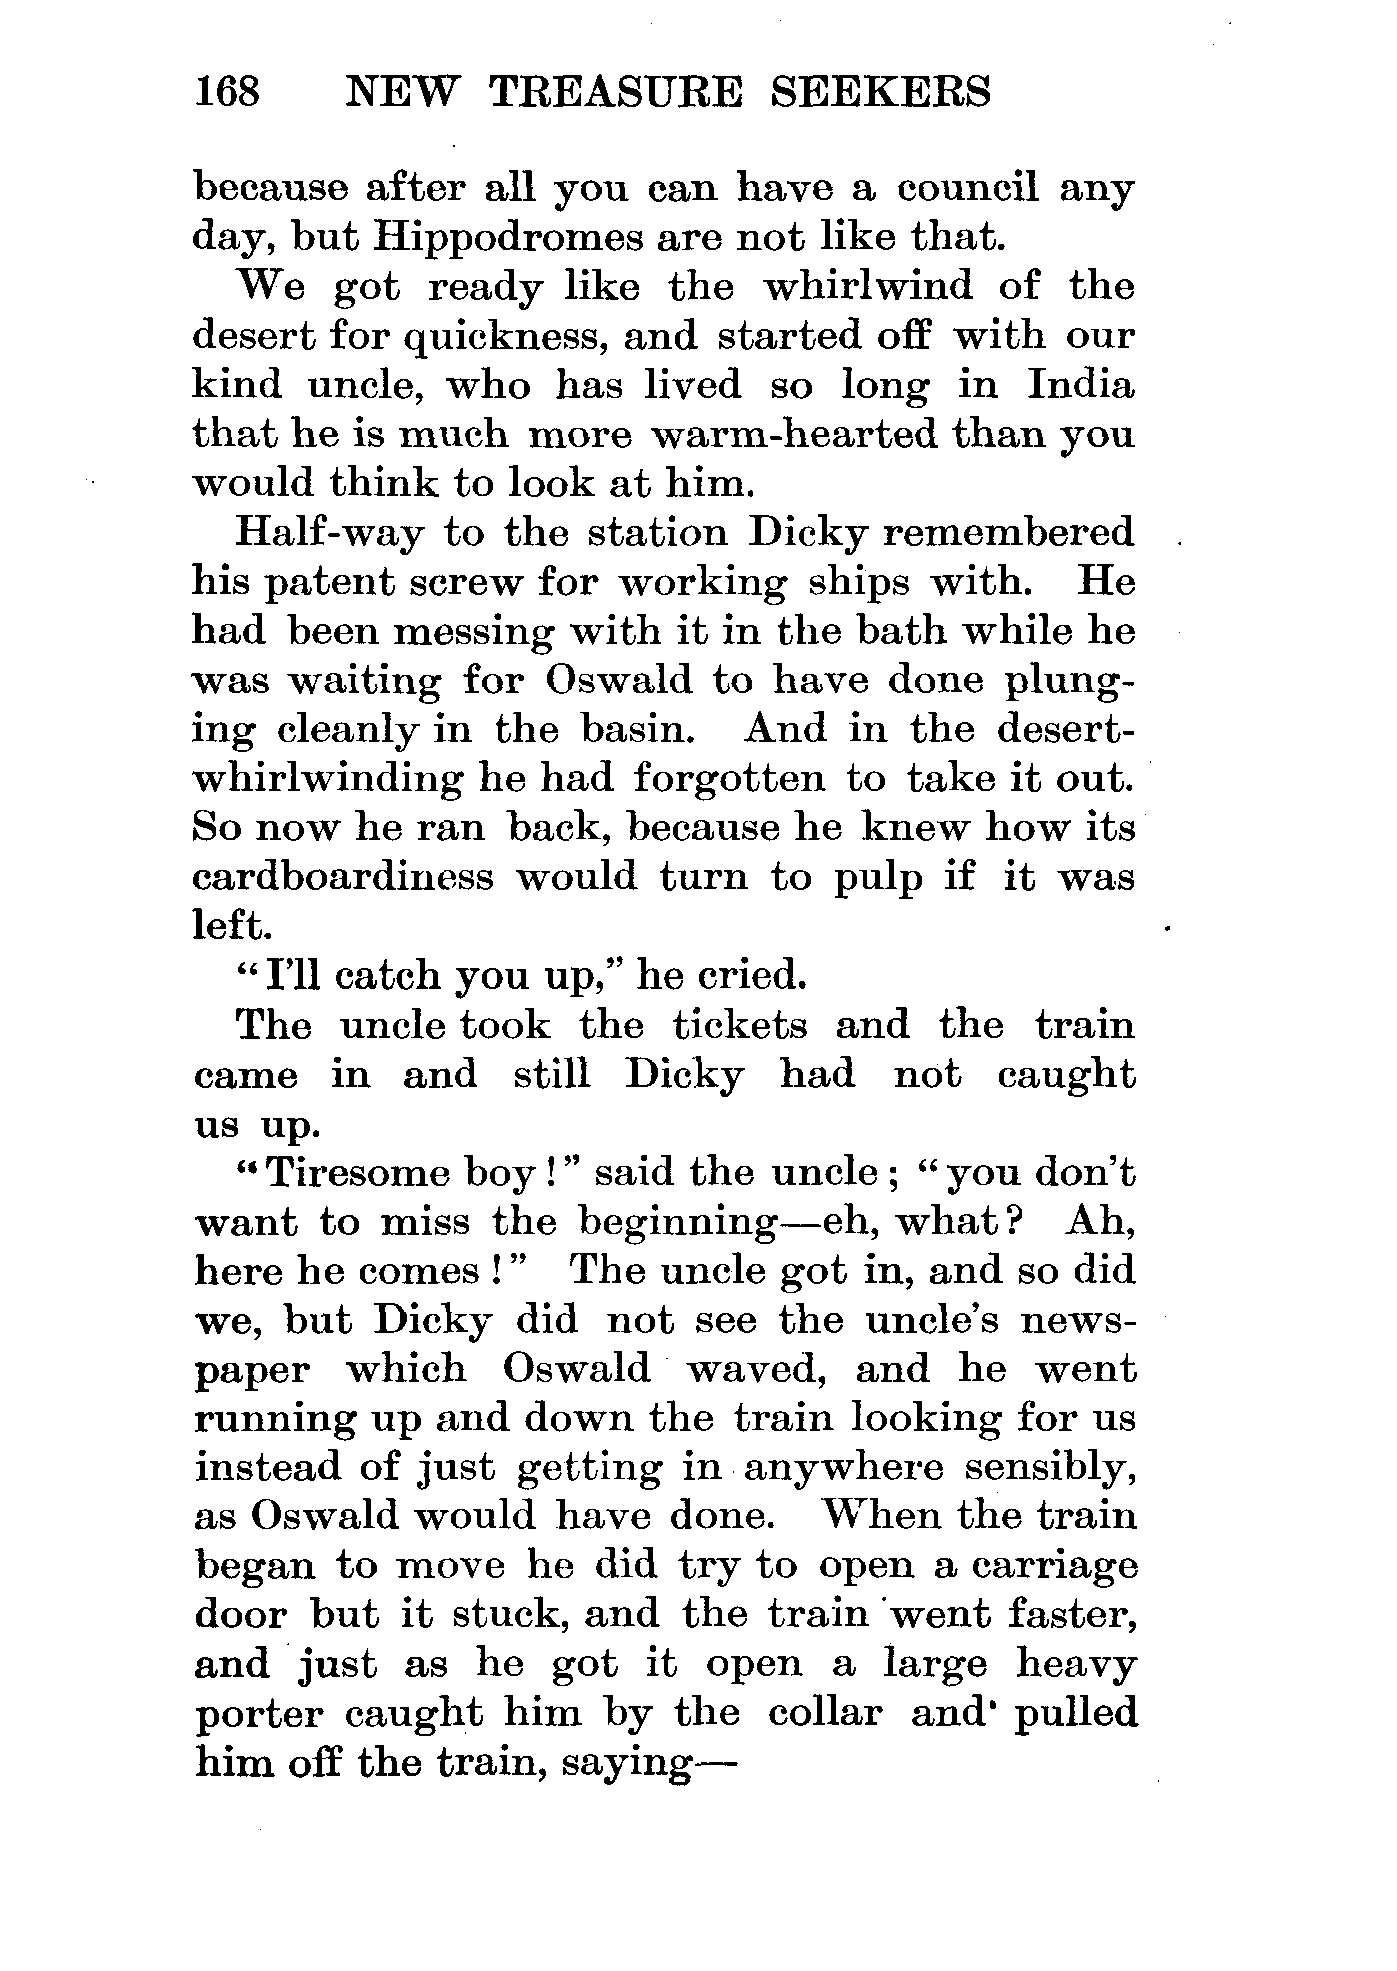 168 NEW TREASURE SEEKERS
because after all you can have a council any
day, but Hippodromes are not like that.
We got ready like the whirlwind of the
desert for quickness, and started off with our
kind uncle, who has lived so long in India
that he is much more warm-hearted than you
would think to look at him.
Half-way to the station Dicky remembered
his patent screw for working ships with. He
had been messing with it in the bath while he
was waiting for Oswald to have done plung-
ing cleanly in the basin. And in the desert-
whirlwinding he had forgotten to take it out.
So now he ran back, because he knew how its
cardboardiness would turn to pulp if it was
left.
“I'll catch you up,” he cried.
The uncle took the tickets and the train
came in and still Dicky had not caught
us up.
“Tiresome boy!” said the uncle; “you don't
want to miss the beginning—eh, what? Ah,
here he comes!” The uncle got in, and so did
we, but Dicky did not see the uncle's news-
paper which Oswald waved, and he went
running up and down the train looking for us
instead of just getting in anywhere sensibly,
as Oswald would have done. When the train
began to move he did try to open a carriage
door but it stuck, and the train went faster,
and just as he got it open a large heavy
porter caught him by the collar and pulled
him off the train, saying—